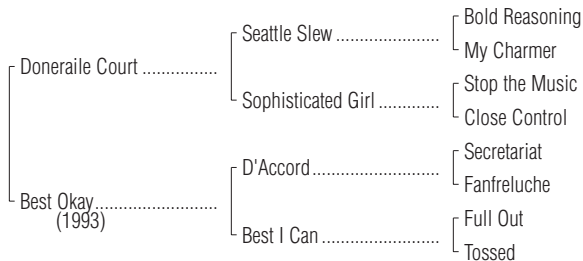 Bold Reasoning
Seattle Slew ......................
My Charmer
Doneraile Court ................
Stop the Music
Sophisticated Girl .............
Close Control
Secretariat
D'Accord ...........................
Fanfreluche
Best Okay ..........................
(1993)
Full Out
Best I Can .........................
Tossed